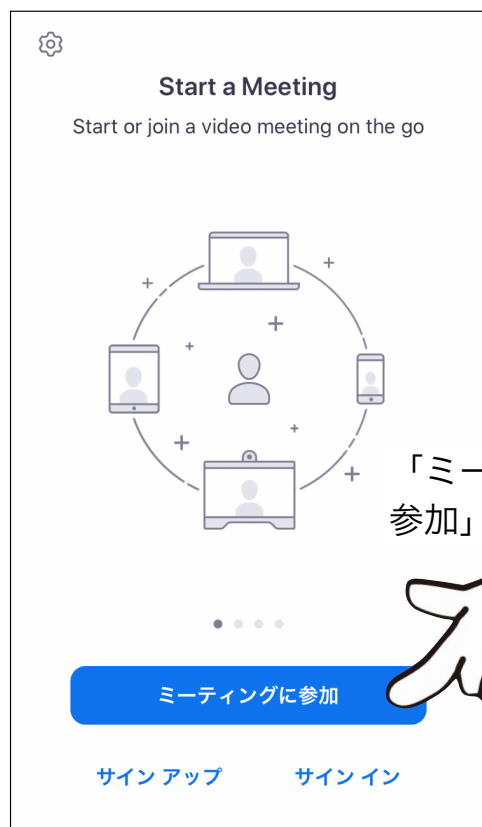 Start a Meeting
Start or join a video meeting on the go
「ミー
参加」
ミーティングに参加
サイン アップ
サイン イン